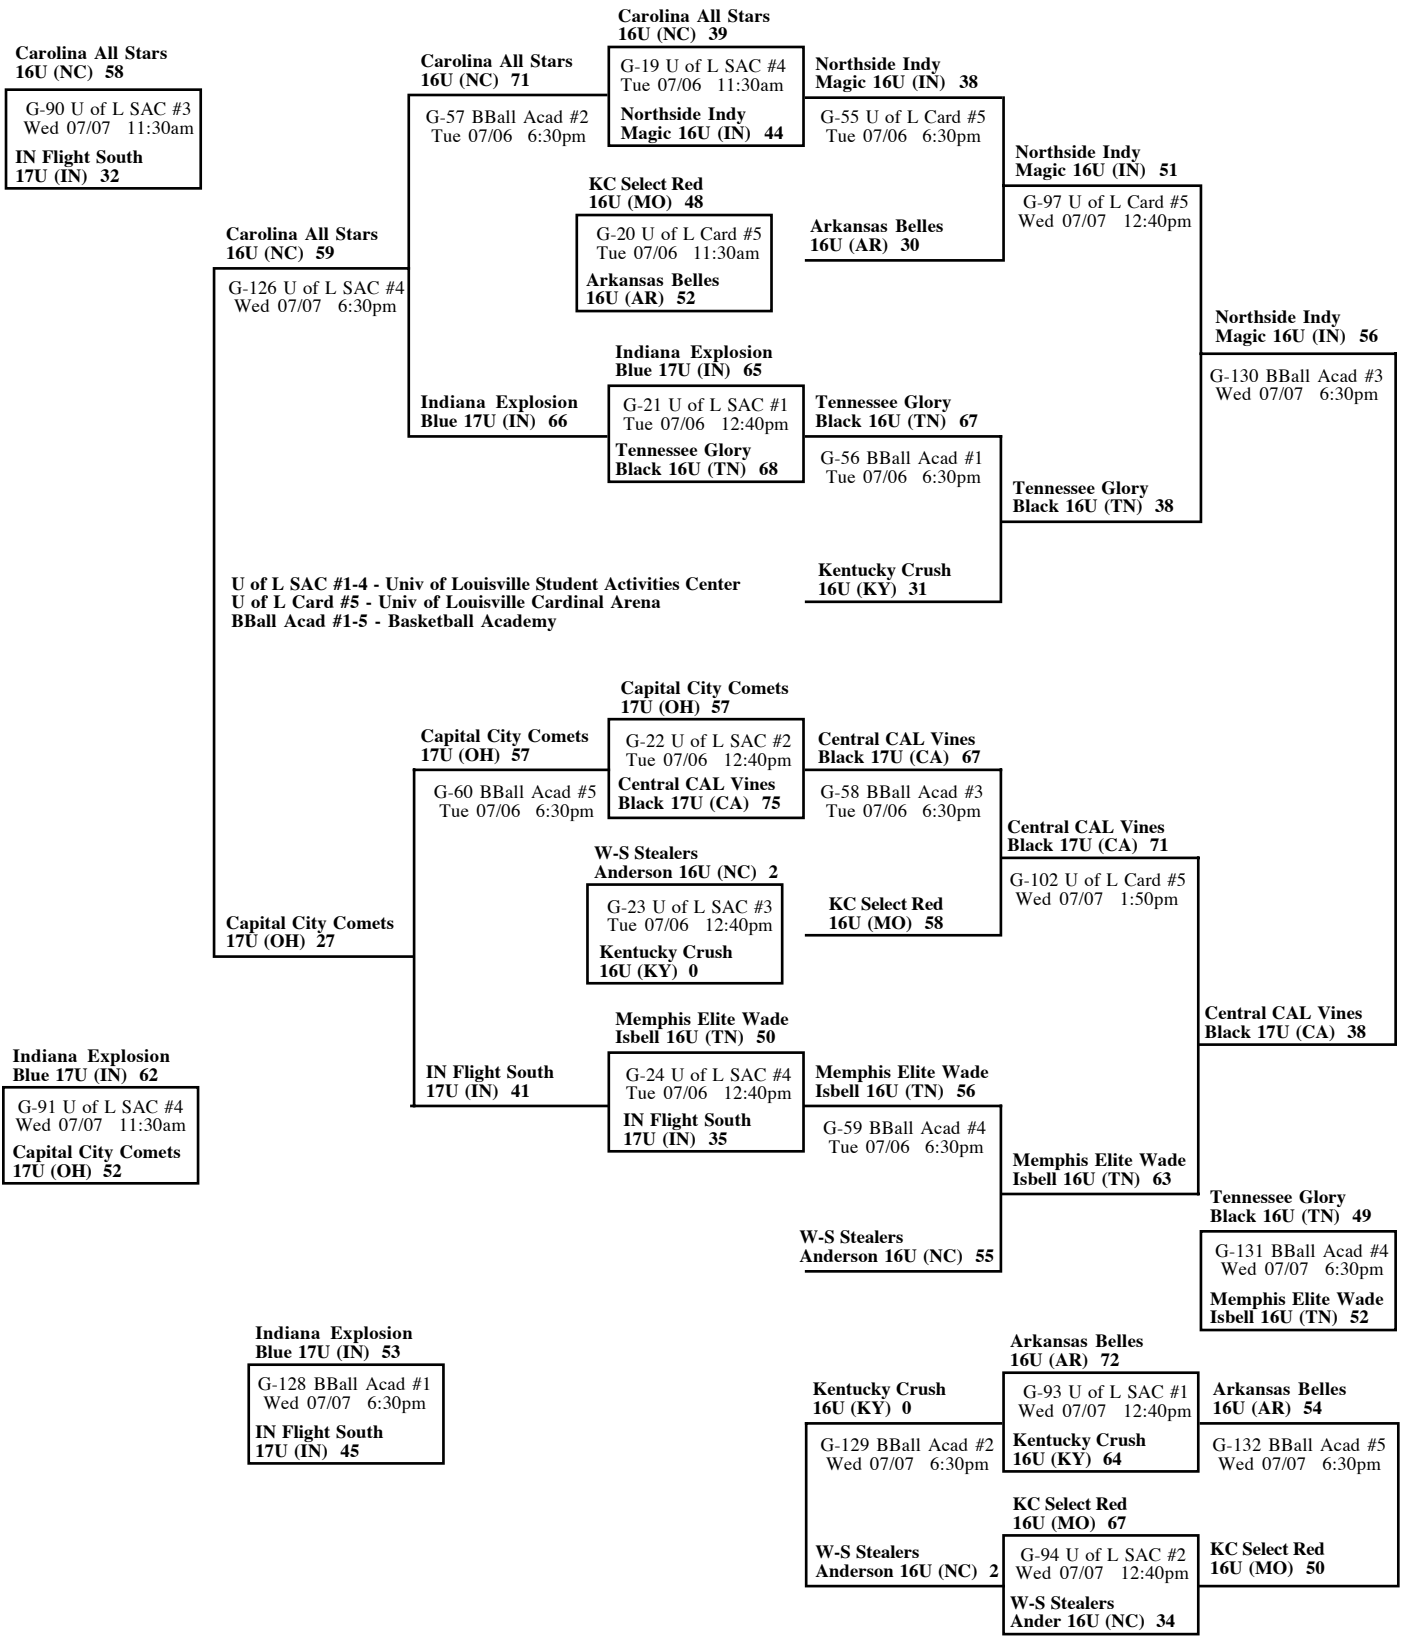 Carolina All Stars
16U (NC) 58
G-90 U of L SAC #3
Wed 07/07 11:30am
IN Flight South
17U (IN) 32
Carolina All Stars
16U (NC) 59
G-126 U of L SAC #4
Wed 07/07 6:30pm
Carolina All Stars
16U (NC) 71
G-57 BBall Acad #2
Tue 07/06 6:30pm
Carolina All Stars
16U (NC) 39
G-19 U of L SAC #4
Tue 07/06 11:30am
Northside Indy
Magic 16U (IN) 44
KC Select Red
16U (MO) 48
G-20 U of L Card #5
Tue 07/06 11:30am
Arkansas Belles
16U (AR) 52
Northside Indy
Magic 16U (IN) 38
G-55 U of L Card #5
Tue 07/06 6:30pm
Arkansas Belles
16U (AR) 30
Northside Indy
Magic 16U (IN) 51
G-97 U of L Card #5
Wed 07/07 12:40pm
Northside Indy
Magic 16U (IN) 56
G-130 BBall Acad #3
Wed 07/07 6:30pm
Indiana Explosion
Blue 17U (IN) 66
Indiana Explosion
Blue 17U (IN) 65
G-21 U of L SAC #1
Tue 07/06 12:40pm
Tennessee Glory
Black 16U (TN) 68
Tennessee Glory
Black 16U (TN) 67
G-56 BBall Acad #1
Tue 07/06 6:30pm
Kentucky Crush
16U (KY) 31
Tennessee Glory
Black 16U (TN) 38
U of L SAC #1-4 - Univ of Louisville Student Activities Center
U of L Card #5 - Univ of Louisville Cardinal Arena
BBall Acad #1-5 - Basketball Academy
Capital City Comets
17U (OH) 57
G-60 BBall Acad #5
Tue 07/06 6:30pm
Capital City Comets
17U (OH) 57
G-22 U of L SAC #2
Tue 07/06 12:40pm
Central CAL Vines
Black 17U (CA) 75
W-S Stealers
Anderson 16U (NC) 2
G-23 U of L SAC #3
Tue 07/06 12:40pm
Kentucky Crush
16U (KY) 0
Central CAL Vines
Black 17U (CA) 67
G-58 BBall Acad #3
Tue 07/06 6:30pm
KC Select Red
16U (MO) 58
Central CAL Vines
Black 17U (CA) 71
G-102 U of L Card #5
Wed 07/07 1:50pm
Capital City Comets
17U (OH) 27
Central CAL Vines
Black 17U (CA) 38
Indiana Explosion
Blue 17U (IN) 62
G-91 U of L SAC #4
Wed 07/07 11:30am
Capital City Comets
17U (OH) 52
IN Flight South
17U (IN) 41
Memphis Elite Wade
Isbell 16U (TN) 50
G-24 U of L SAC #4
Tue 07/06 12:40pm
IN Flight South
17U (IN) 35
Memphis Elite Wade
Isbell 16U (TN) 56
G-59 BBall Acad #4
Tue 07/06 6:30pm
W-S Stealers
Anderson 16U (NC) 55
Memphis Elite Wade
Isbell 16U (TN) 63
Tennessee Glory
Black 16U (TN) 49
G-131 BBall Acad #4
Wed 07/07 6:30pm
Memphis Elite Wade
Isbell 16U (TN) 52
Indiana Explosion
Blue 17U (IN) 53
G-128 BBall Acad #1
Wed 07/07 6:30pm
IN Flight South
17U (IN) 45
Kentucky Crush
16U (KY) 0
G-129 BBall Acad #2
Wed 07/07 6:30pm
W-S Stealers
Anderson 16U (NC) 2
Arkansas Belles
16U (AR) 72
G-93 U of L SAC #1
Wed 07/07 12:40pm
Kentucky Crush
16U (KY) 64
KC Select Red
16U (MO) 67
G-94 U of L SAC #2
Wed 07/07 12:40pm
W-S Stealers
Ander 16U (NC) 34
Arkansas Belles
16U (AR) 54
G-132 BBall Acad #5
Wed 07/07 6:30pm
KC Select Red
16U (MO) 50